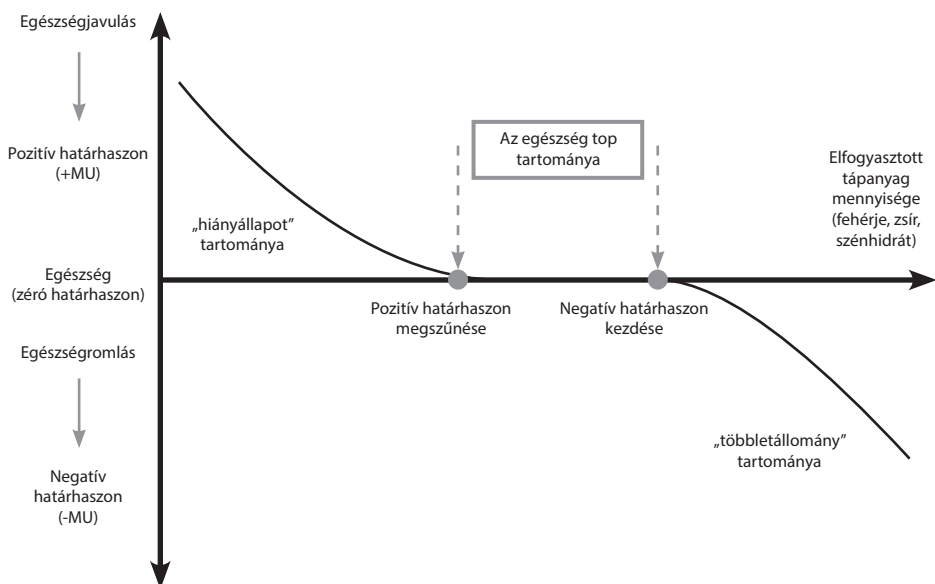 Egészségjavulás
Pozitív határhaszon
(+MU)
Egészség
(zéró határhaszon)
Egészségromlás
Negatív
határhaszon
(-MU)
„hiányállapot”
tartománya
Az egészség top
tartománya
Pozitív határhaszon
megszűnése
Negatív határhaszon
kezdése
Elfogyasztott
tápanyag
mennyisége
(fehérje, zsír,
szénhidrát)
„többletállomány”
tartománya